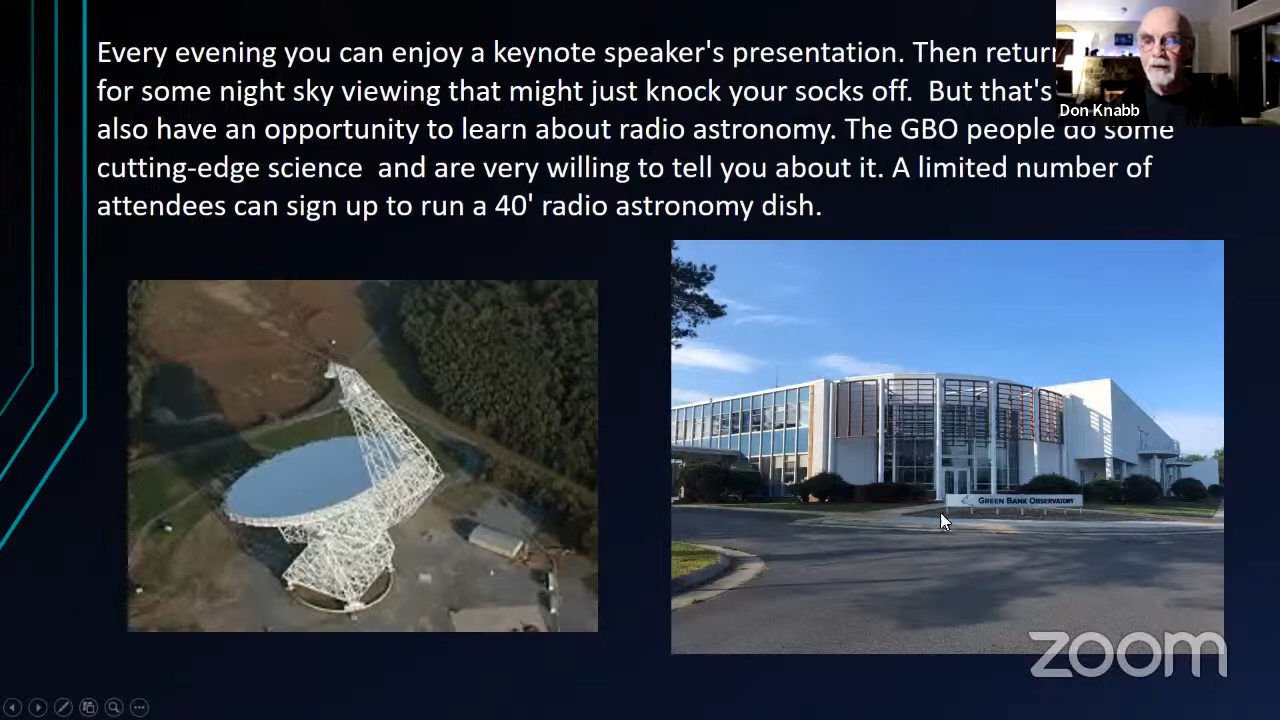 Every evening you can enjoy a keynote speaker's presentation. Then return
for some night sky viewing that might just knock your socks off.  But that's
also have an opportunity to learn about radio astronomy. The GBO people do some
cutting-edge science  and are very willing to tell you about it. A limited number of
attendees can sign up to run a 40' radio astronomy dish.
Don Knabb
GREEN BANK OBSERVATORY
zoom